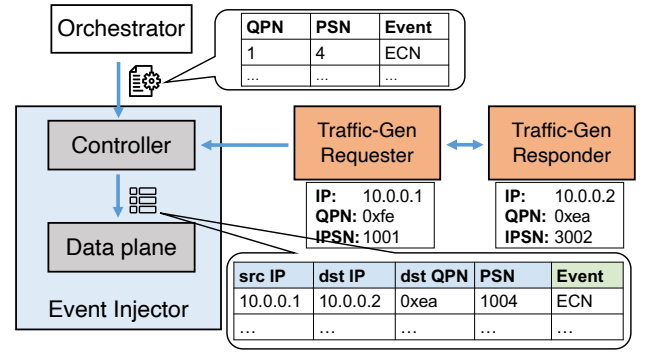 Orchestrator
QPN PSN Event
1 4 ECN
... ... ...
Controller
Traffic-Gen
Requester
Traffic-Gen
Responder
IP: 10.0.0.1
QPN: 0xfe
IPSN: 1001
IP: 10.0.0.2
QPN: 0xea
IPSN: 3002
Data plane
Event Injector
src IP dst IP dst QPN PSN Event
10.0.0.1 10.0.0.2 0xea 1004 ECN
... ... ... ... ...